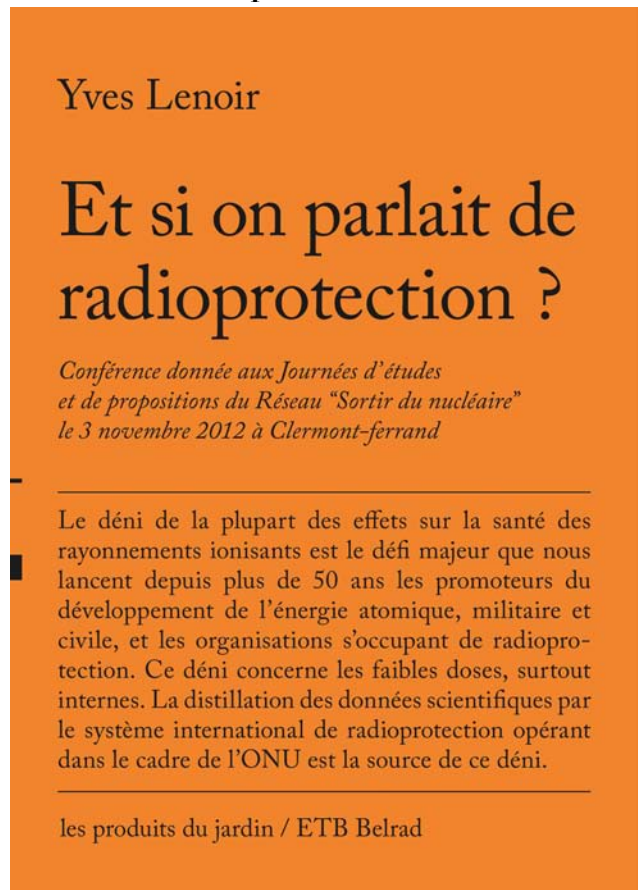 Yves Lenoir
Et si on parlait de
radioprotection ?
Conférence donnée aux Journées d’études
et de propositions du Réseau “Sortir du nucléaire”
le 3 novembre 2012 à Clermont-ferrand
Le déni de la plupart des effets sur la santé des
rayonnements ionisants est le défi majeur que nous
lancent depuis plus de 50 ans les promoteurs du
développement de l’énergie atomique, militaire et
civile, et les organisations s’occupant de radiopro-
tection. Ce déni concerne les faibles doses, surtout
internes. La distillation des données scientifiques par
le système international de radioprotection opérant
dans le cadre de l’ONU est la source de ce déni.
les produits du jardin / ETB Belrad